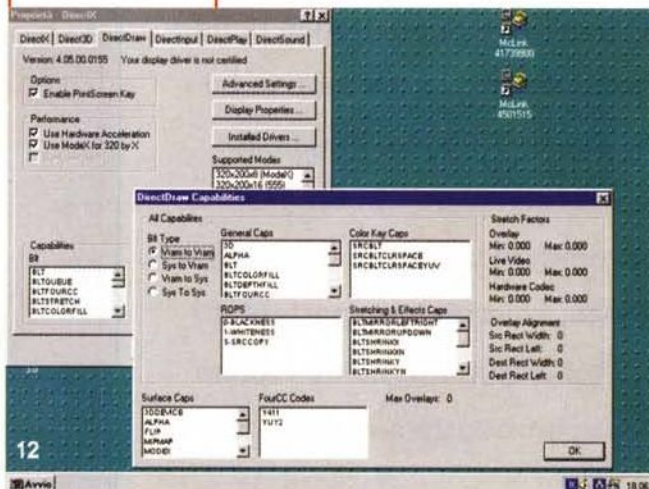 Proprietà - DirectX
DirectX
Direct3D
DirectDraw
DirectInput
DirectPlay
DirectSound
Version: 4.05.00.0155 Your display driver is not certified
Options
Enable PrintScreen Key
Performance
Use Hardware Acceleration
Use ModeX for 320 by X
Advanced Settings ...
Display Properties ...
Installed Drivers ...
Supported Modes
320x200x8 (ModeX)
320x200x16 (555)
Capabilities
Blt
BLT
BLTQUEUE
BLTFOURCC
BLTSTRETCH
BLTCOLORFILL
McLink
41739900
McLink
4501515
DirectDraw Capabilities
All Capabilities
Blt Type
Vram to Vram
Sys to Vram
Vram to Sys
Sys To Sys
General Caps
3D
ALPHA
BLT
BLTCOLORFILL
BLTDEPTHFILL
BLTFOURCC
Color Key Caps
SRCBLT
SRCBLTCLRSPACE
SRCBLTCLRSPACEYUV
ROPS
0-BLACKNESS
1-WHITENESS
5-SRCCOPY
Stretching & Effects Caps
BLTMIRRORLEFTRIGHT
BLTMIRRORUPDOWN
BLTSHRINKX
BLTSHRINKXN
BLTSHRINKY
BLTSHRINKYN
Stretch Factors
Overlay
Min: 0.000 Max: 0.000
Live Video
Min: 0.000 Max: 0.000
Hardware Codec
Min: 0.000 Max: 0.000
Overlay Alignment
Src Rect Width: 0
Src Rect Left: 0
Dest Rect Width: 0
Dest Rect Left: 0
Surface Caps
3DDEVICE
ALPHA
FLIP
MIPMAP
MODEX
FourCC Codes
Y411
YUY2
Max Overlays: 0
OK
12
Avvio
18.06